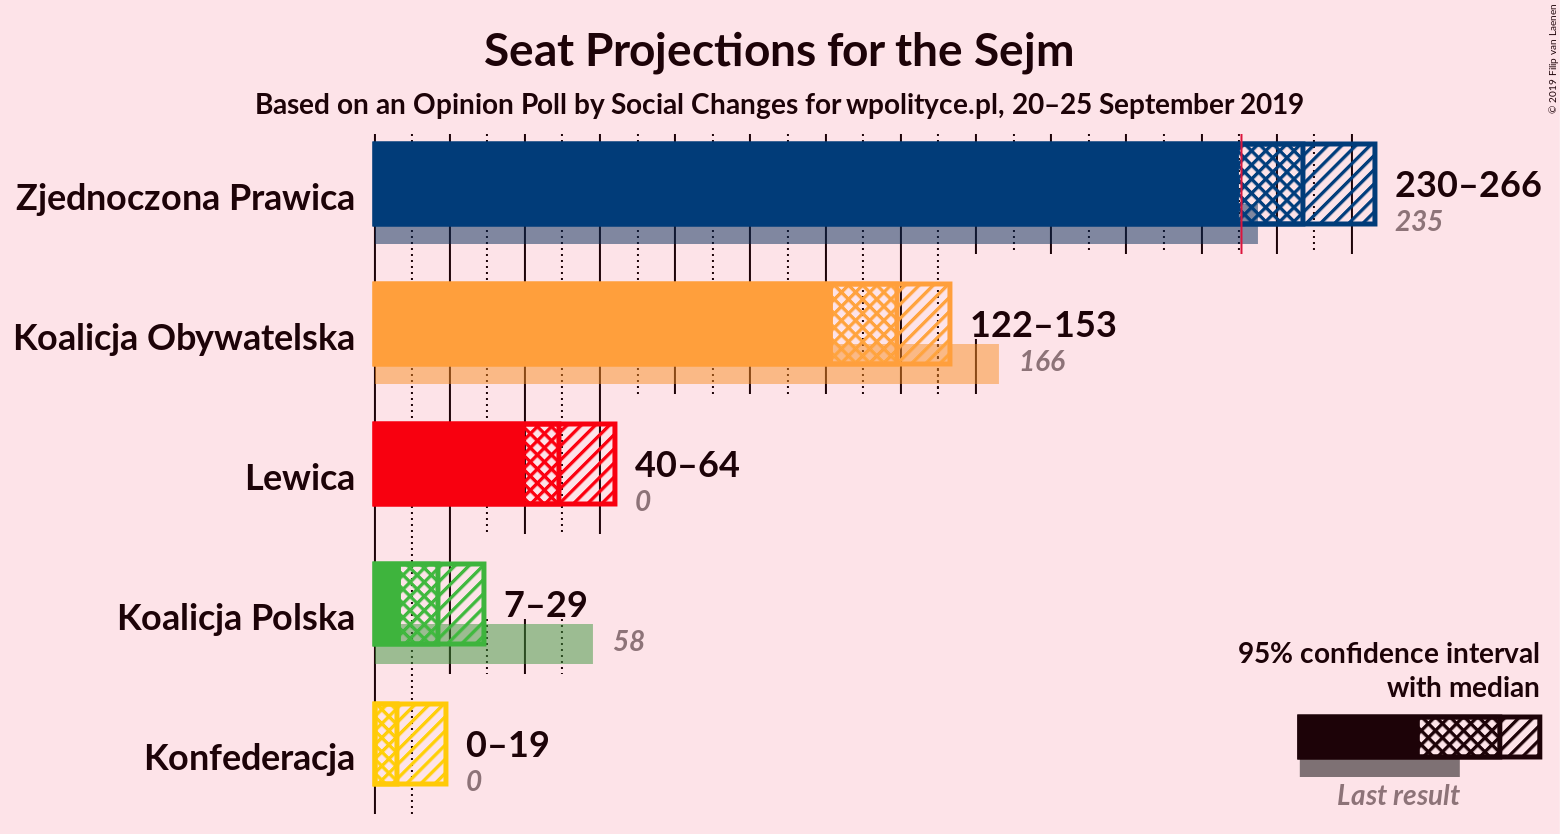 Seat Projections for the Sejm
Based on an Opinion Poll by Social Changes for wpolityce.pl, 20–25 September 2019
© 2019 Filip van Laenen
Zjednoczona Prawica
230–266
235
Koalicja Obywatelska
122–153
166
Lewica
40–64
0
Koalicja Polska
7–29
58
Konfederacja
0–19
0
95% confidence interval
with median
Last result